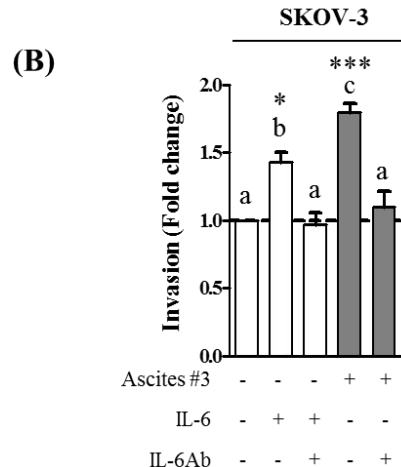 SKOV-3
(B)
Invasion (Fold change)
2.0
1.5
1.0
0.5
0.0
a
*
b
a
***
c
a
Ascites #3 - - - + +
IL-6 - + + - -
IL-6Ab - - + - +